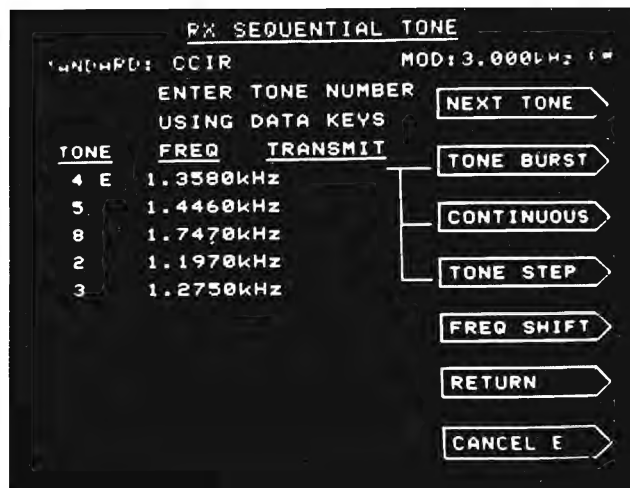 RX SEQUENTIAL TONE
STANDARD: CCIR MOD:3.000kHz
ENTER TONE NUMBER
USING DATA KEYS
NEXT TONE
TONE FREQ TRANSMIT
TONE BURST
4 E 1.3580kHz
5 1.4460kHz
CONTINUOUS
8 1.7470kHz
2 1.1970kHz
TONE STEP
3 1.2750kHz
FREQ SHIFT
RETURN
CANCEL E